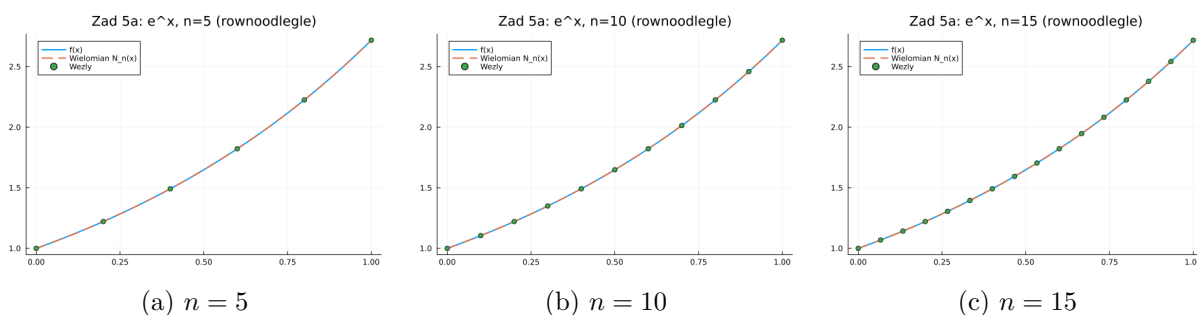 Zad 5a: e^x, n=5 (rownoodlegle)
f(x)
Wielomian N_n(x)
Wezly
2.5
2.0
1.5
1.0
0.00 0.25 0.50 0.75 1.00
(a) n = 5
Zad 5a: e^x, n=10 (rownoodlegle)
f(x)
Wielomian N_n(x)
Wezly
2.5
2.0
1.5
1.0
0.00 0.25 0.50 0.75 1.00
(b) n = 10
Zad 5a: e^x, n=15 (rownoodlegle)
f(x)
Wielomian N_n(x)
Wezly
2.5
2.0
1.5
1.0
0.00 0.25 0.50 0.75 1.0
(c) n = 15